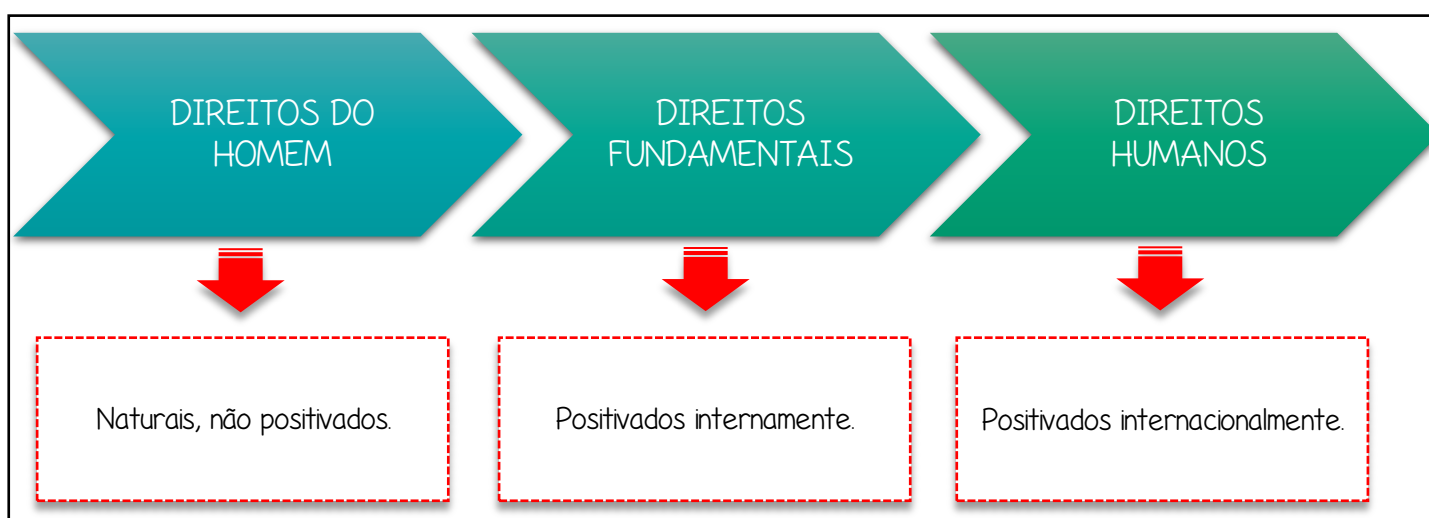 DIREITOS DO
HOMEM
DIREITOS
FUNDAMENTAIS
DIREITOS
HUMANOS
Naturais, não positivados.
Positivados internamente.
Positivados internacionalmente.